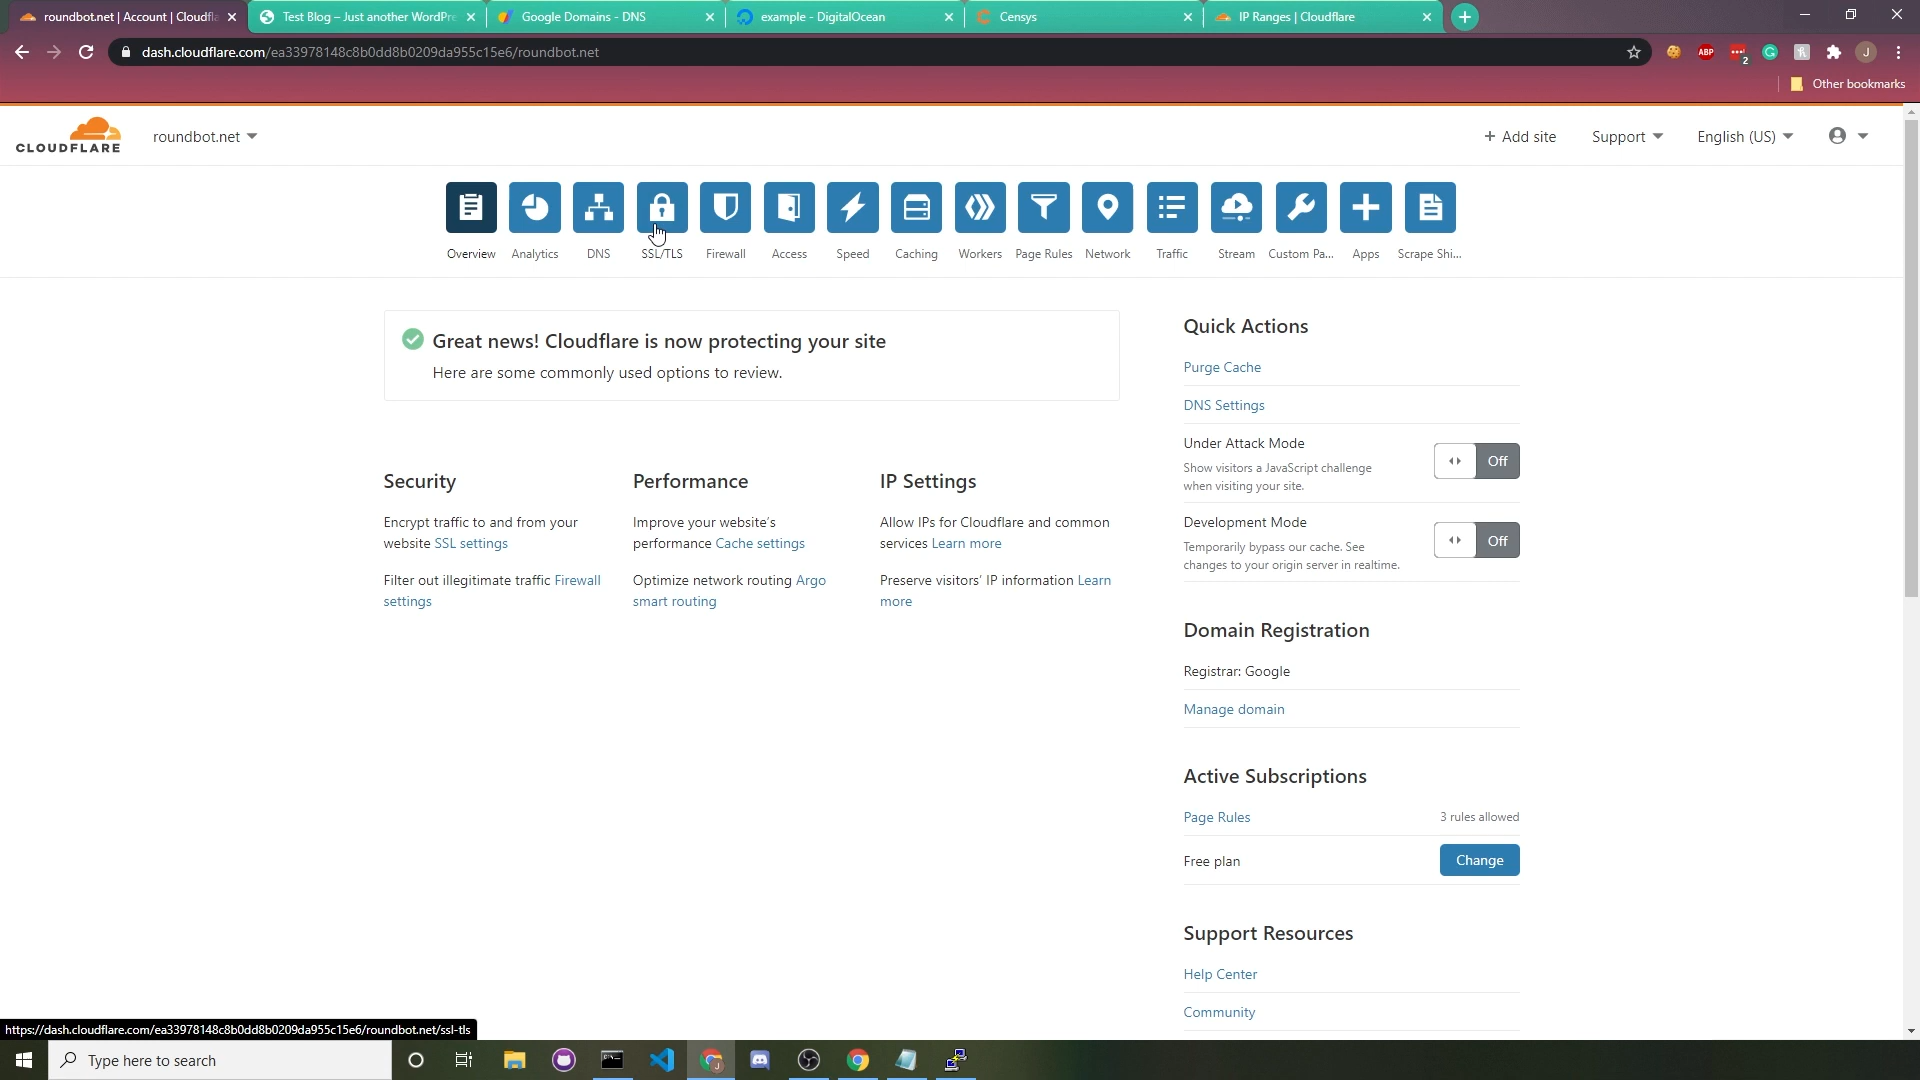 roundbot.net | Account | Cloudfla
Test Blog – Just another WordPre
Google Domains - DNS
example - DigitalOcean
Censys
IP Ranges | Cloudflare
dash.cloudflare.com/ea33978148c8b0dd8b0209da955c15e6/roundbot.net
ABP
2
J
Other bookmarks
CLOUDFLARE
roundbot.net
+ Add site
Support
English (US)
Overview
Analytics
DNS
SSL/TLS
Firewall
Access
Speed
Caching
Workers
Page Rules
Network
Traffic
Stream
Custom Pa...
Apps
Scrape Shi...
Great news! Cloudflare is now protecting your site
Here are some commonly used options to review.
Security
Encrypt traffic to and from your
website SSL settings
Filter out illegitimate traffic Firewall
settings
Performance
Improve your website's
performance Cache settings
Optimize network routing Argo
smart routing
IP Settings
Allow IPs for Cloudflare and common
services Learn more
Preserve visitors' IP information Learn
more
Quick Actions
Purge Cache
DNS Settings
Under Attack Mode
Show visitors a JavaScript challenge
when visiting your site.
Off
Development Mode
Temporarily bypass our cache. See
changes to your origin server in realtime.
Off
Domain Registration
Registrar: Google
Manage domain
Active Subscriptions
Page Rules
3 rules allowed
Free plan
Change
Support Resources
Help Center
Community
https://dash.cloudflare.com/ea33978148c8b0dd8b0209da955c15e6/roundbot.net/ssl-tls
Type here to search